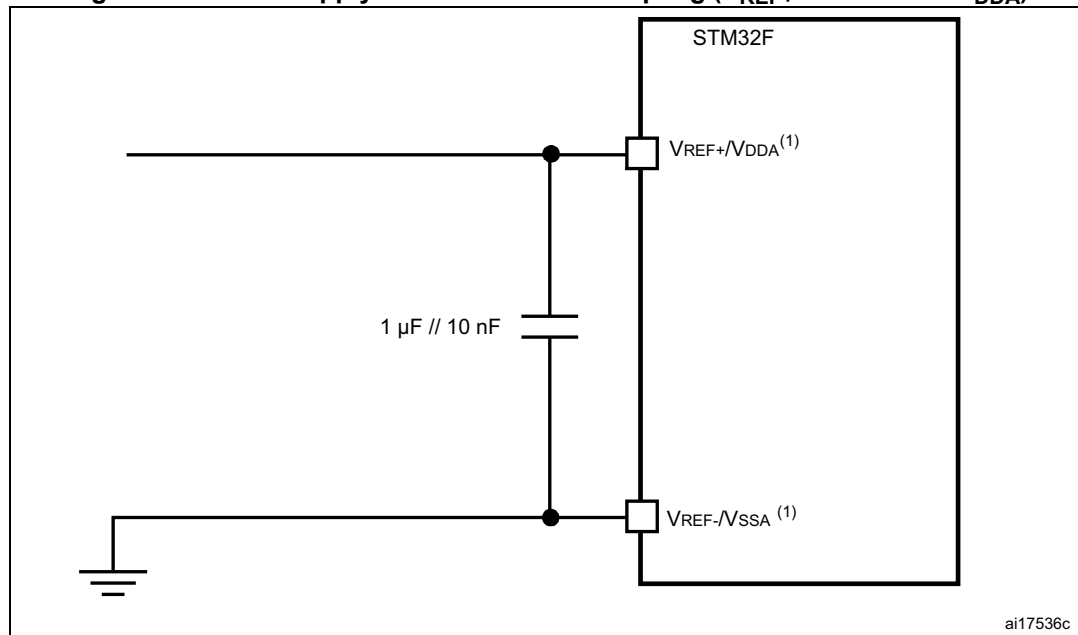 STM32F
VREF+/VDDA(1)
1 µF // 10 nF
VREF-/VSSA (1)
ai17536c